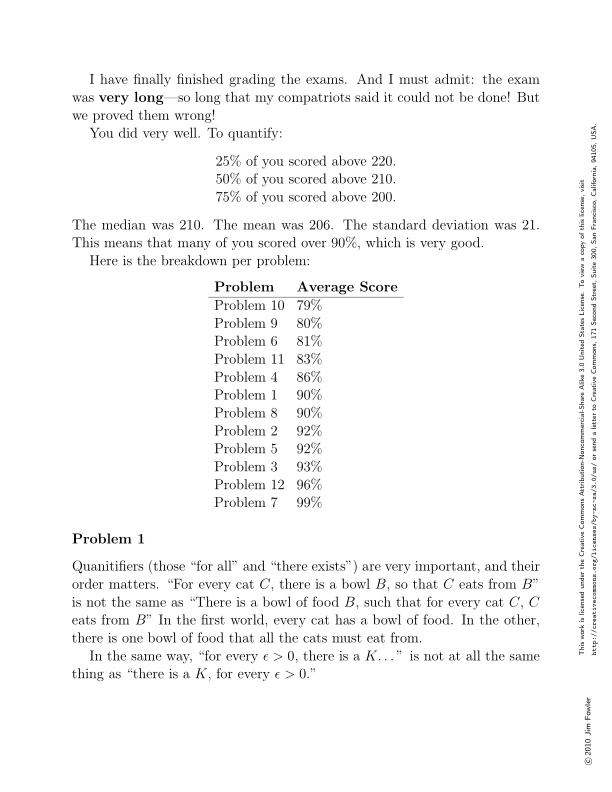 I have finally finished grading the exams. And I must admit: the exam
was very long—so long that my compatriots said it could not be done! But
we proved them wrong!
You did very well. To quantify:
25% of you scored above 220.
50% of you scored above 210.
75% of you scored above 200.
The median was 210. The mean was 206. The standard deviation was 21.
This means that many of you scored over 90%, which is very good.
Here is the breakdown per problem:
Problem Average Score
Problem 10 79%
Problem 9 80%
Problem 6 81%
Problem 11 83%
Problem 4 86%
Problem 1 90%
Problem 8 90%
Problem 2 92%
Problem 5 92%
Problem 3 93%
Problem 12 96%
Problem 7 99%
Problem 1
Quanitifiers (those “for all” and “there exists”) are very important, and their
order matters. “For every cat C, there is a bowl B, so that C eats from B”
is not the same as “There is a bowl of food B, such that for every cat C, C
eats from B” In the first world, every cat has a bowl of food. In the other,
there is one bowl of food that all the cats must eat from.
In the same way, “for every ϵ > 0, there is a K…” is not at all the same
thing as “there is a K, for every ϵ > 0.”
This work is licensed under the Creative Commons Attribution-Noncommercial-Share Alike 3.0 United States License. To view a copy of this license, visit
http://creativecommons.org/licenses/by-nc-sa/3.0/us/ or send a letter to Creative Commons, 171 Second Street, Suite 300, San Francisco, California, 94105, USA.
© 2010 Jim Fowler